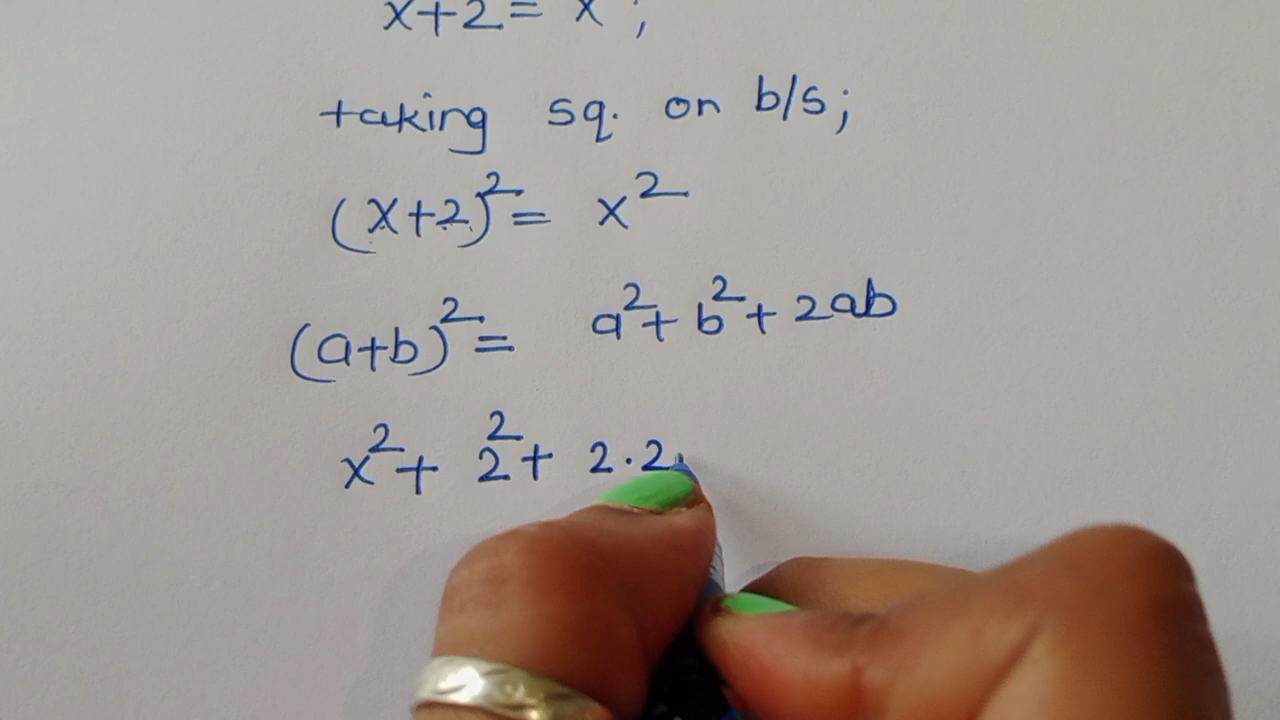 x+2= x ;
taking sq. on b/s;
(x+2)²= x²
(a+b)²= a²+ b²+ 2ab
x²+ 2²+ 2.2.